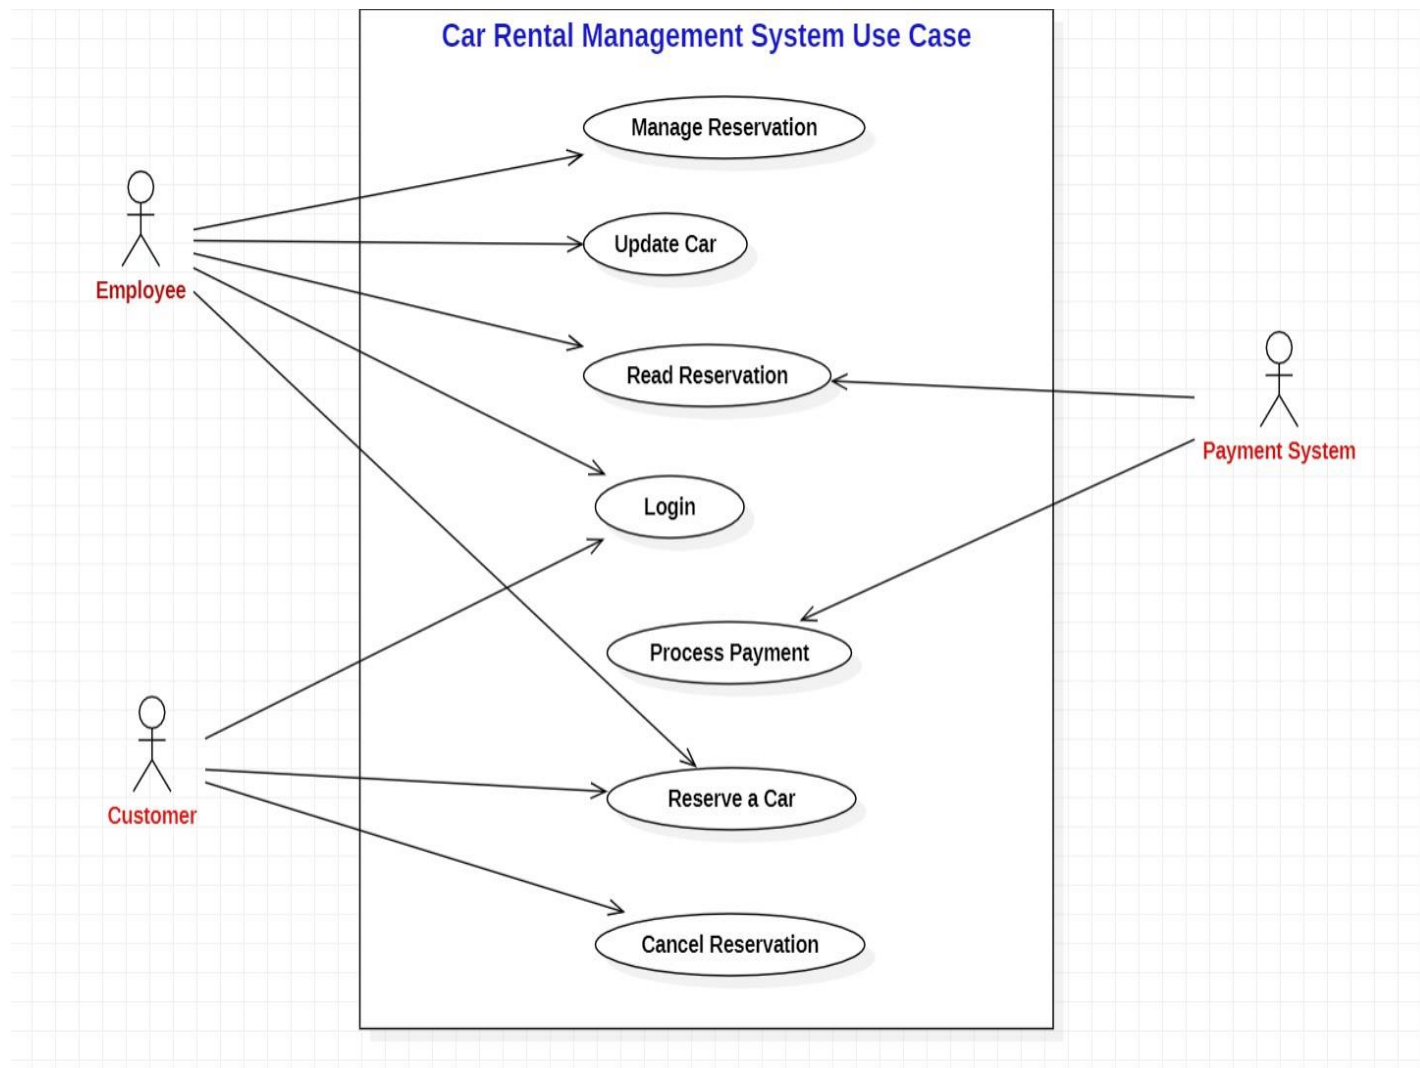 Car Rental Management System Use Case
Manage Reservation
Update Car
Employee
Read Reservation
Payment System
Login
Process Payment
Customer
Reserve a Car
Cancel Reservation